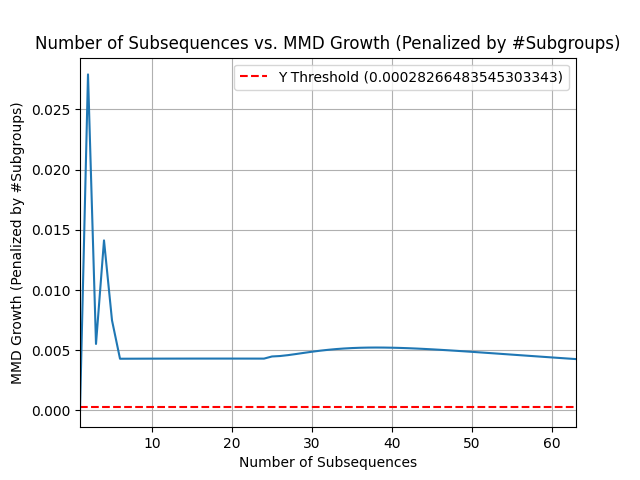 Number of Subsequences vs. MMD Growth (Penalized by #Subgroups)
Y Threshold (0.00028266483545303343)
MMD Growth (Penalized by #Subgroups)
0.025
0.020
0.015
0.010
0.005
0.000
10 20 30 40 50 60
Number of Subsequences